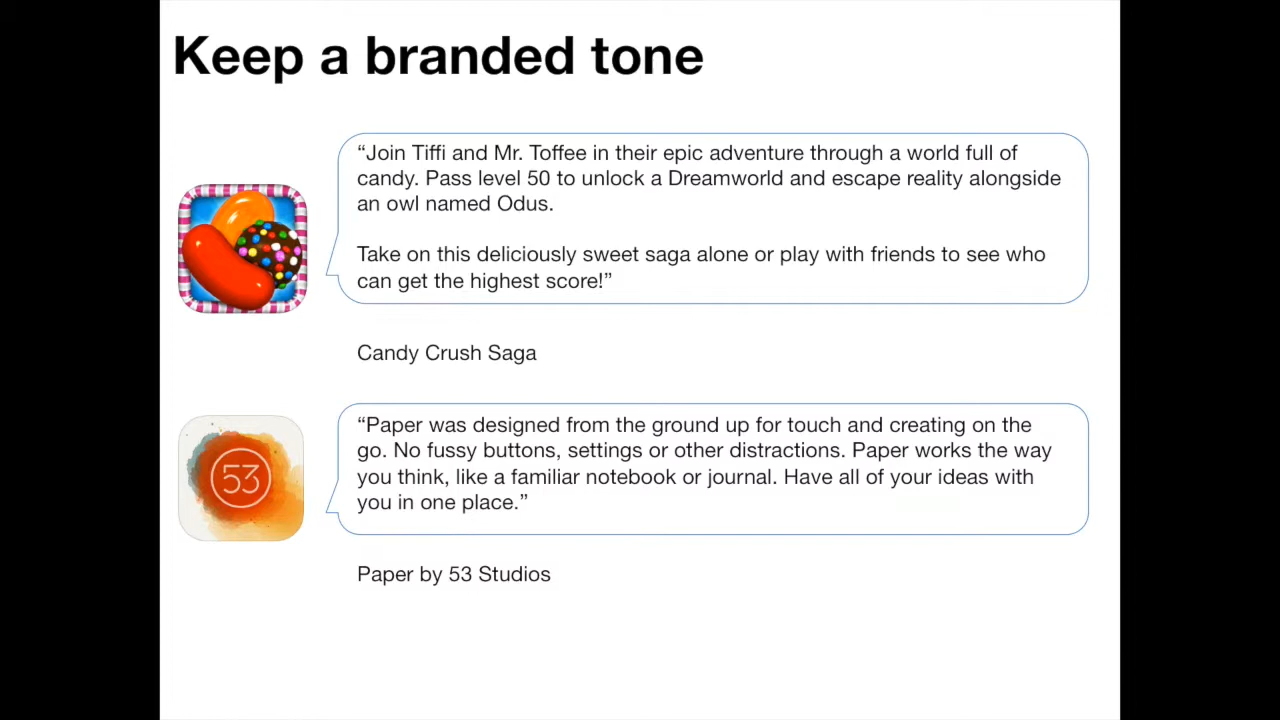 Keep a branded tone
“Join Tiffi and Mr. Toffee in their epic adventure through a world full of
candy. Pass level 50 to unlock a Dreamworld and escape reality alongside
an owl named Odus.
Take on this deliciously sweet saga alone or play with friends to see who
can get the highest score!”
Candy Crush Saga
53
“Paper was designed from the ground up for touch and creating on the
go. No fussy buttons, settings or other distractions. Paper works the way
you think, like a familiar notebook or journal. Have all of your ideas with
you in one place.”
Paper by 53 Studios